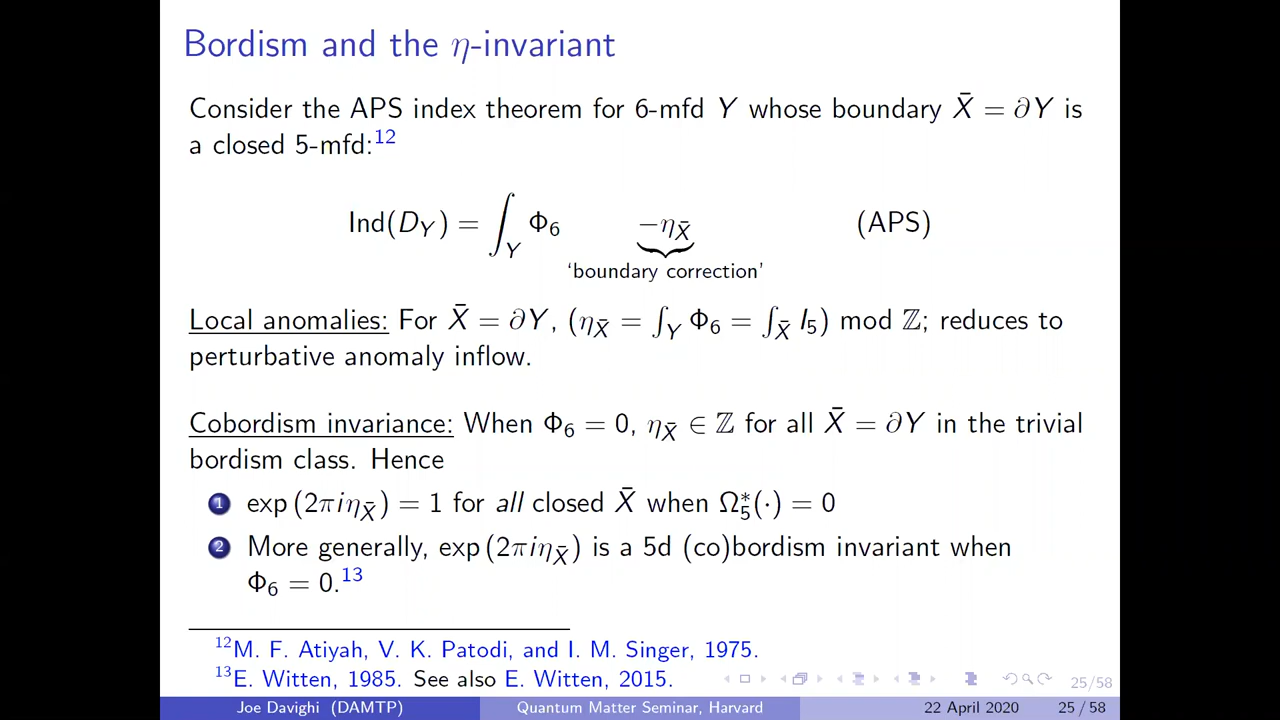 Bordism and the η-invariant
Consider the APS index theorem for 6-mfd Y whose boundary X̄ = ∂Y is
a closed 5-mfd:¹²
Ind(D_Y) = ∫_Y Φ₆ −η_X̄ (APS)
‘boundary correction’
Local anomalies: For X̄ = ∂Y, (η_X̄ = ∫_Y Φ₆ = ∫_X̄ I₅) mod ℤ; reduces to
perturbative anomaly inflow.
Cobordism invariance: When Φ₆ = 0, η_X̄ ∈ ℤ for all X̄ = ∂Y in the trivial
bordism class. Hence
1 exp (2πiη_X̄) = 1 for all closed X̄ when Ω₅*(·) = 0
2 More generally, exp (2πiη_X̄) is a 5d (co)bordism invariant when
Φ₆ = 0.¹³
¹²M. F. Atiyah, V. K. Patodi, and I. M. Singer, 1975.
¹³E. Witten, 1985. See also E. Witten, 2015.
25/58
Joe Davighi (DAMTP) Quantum Matter Seminar, Harvard 22 April 2020 25 / 58